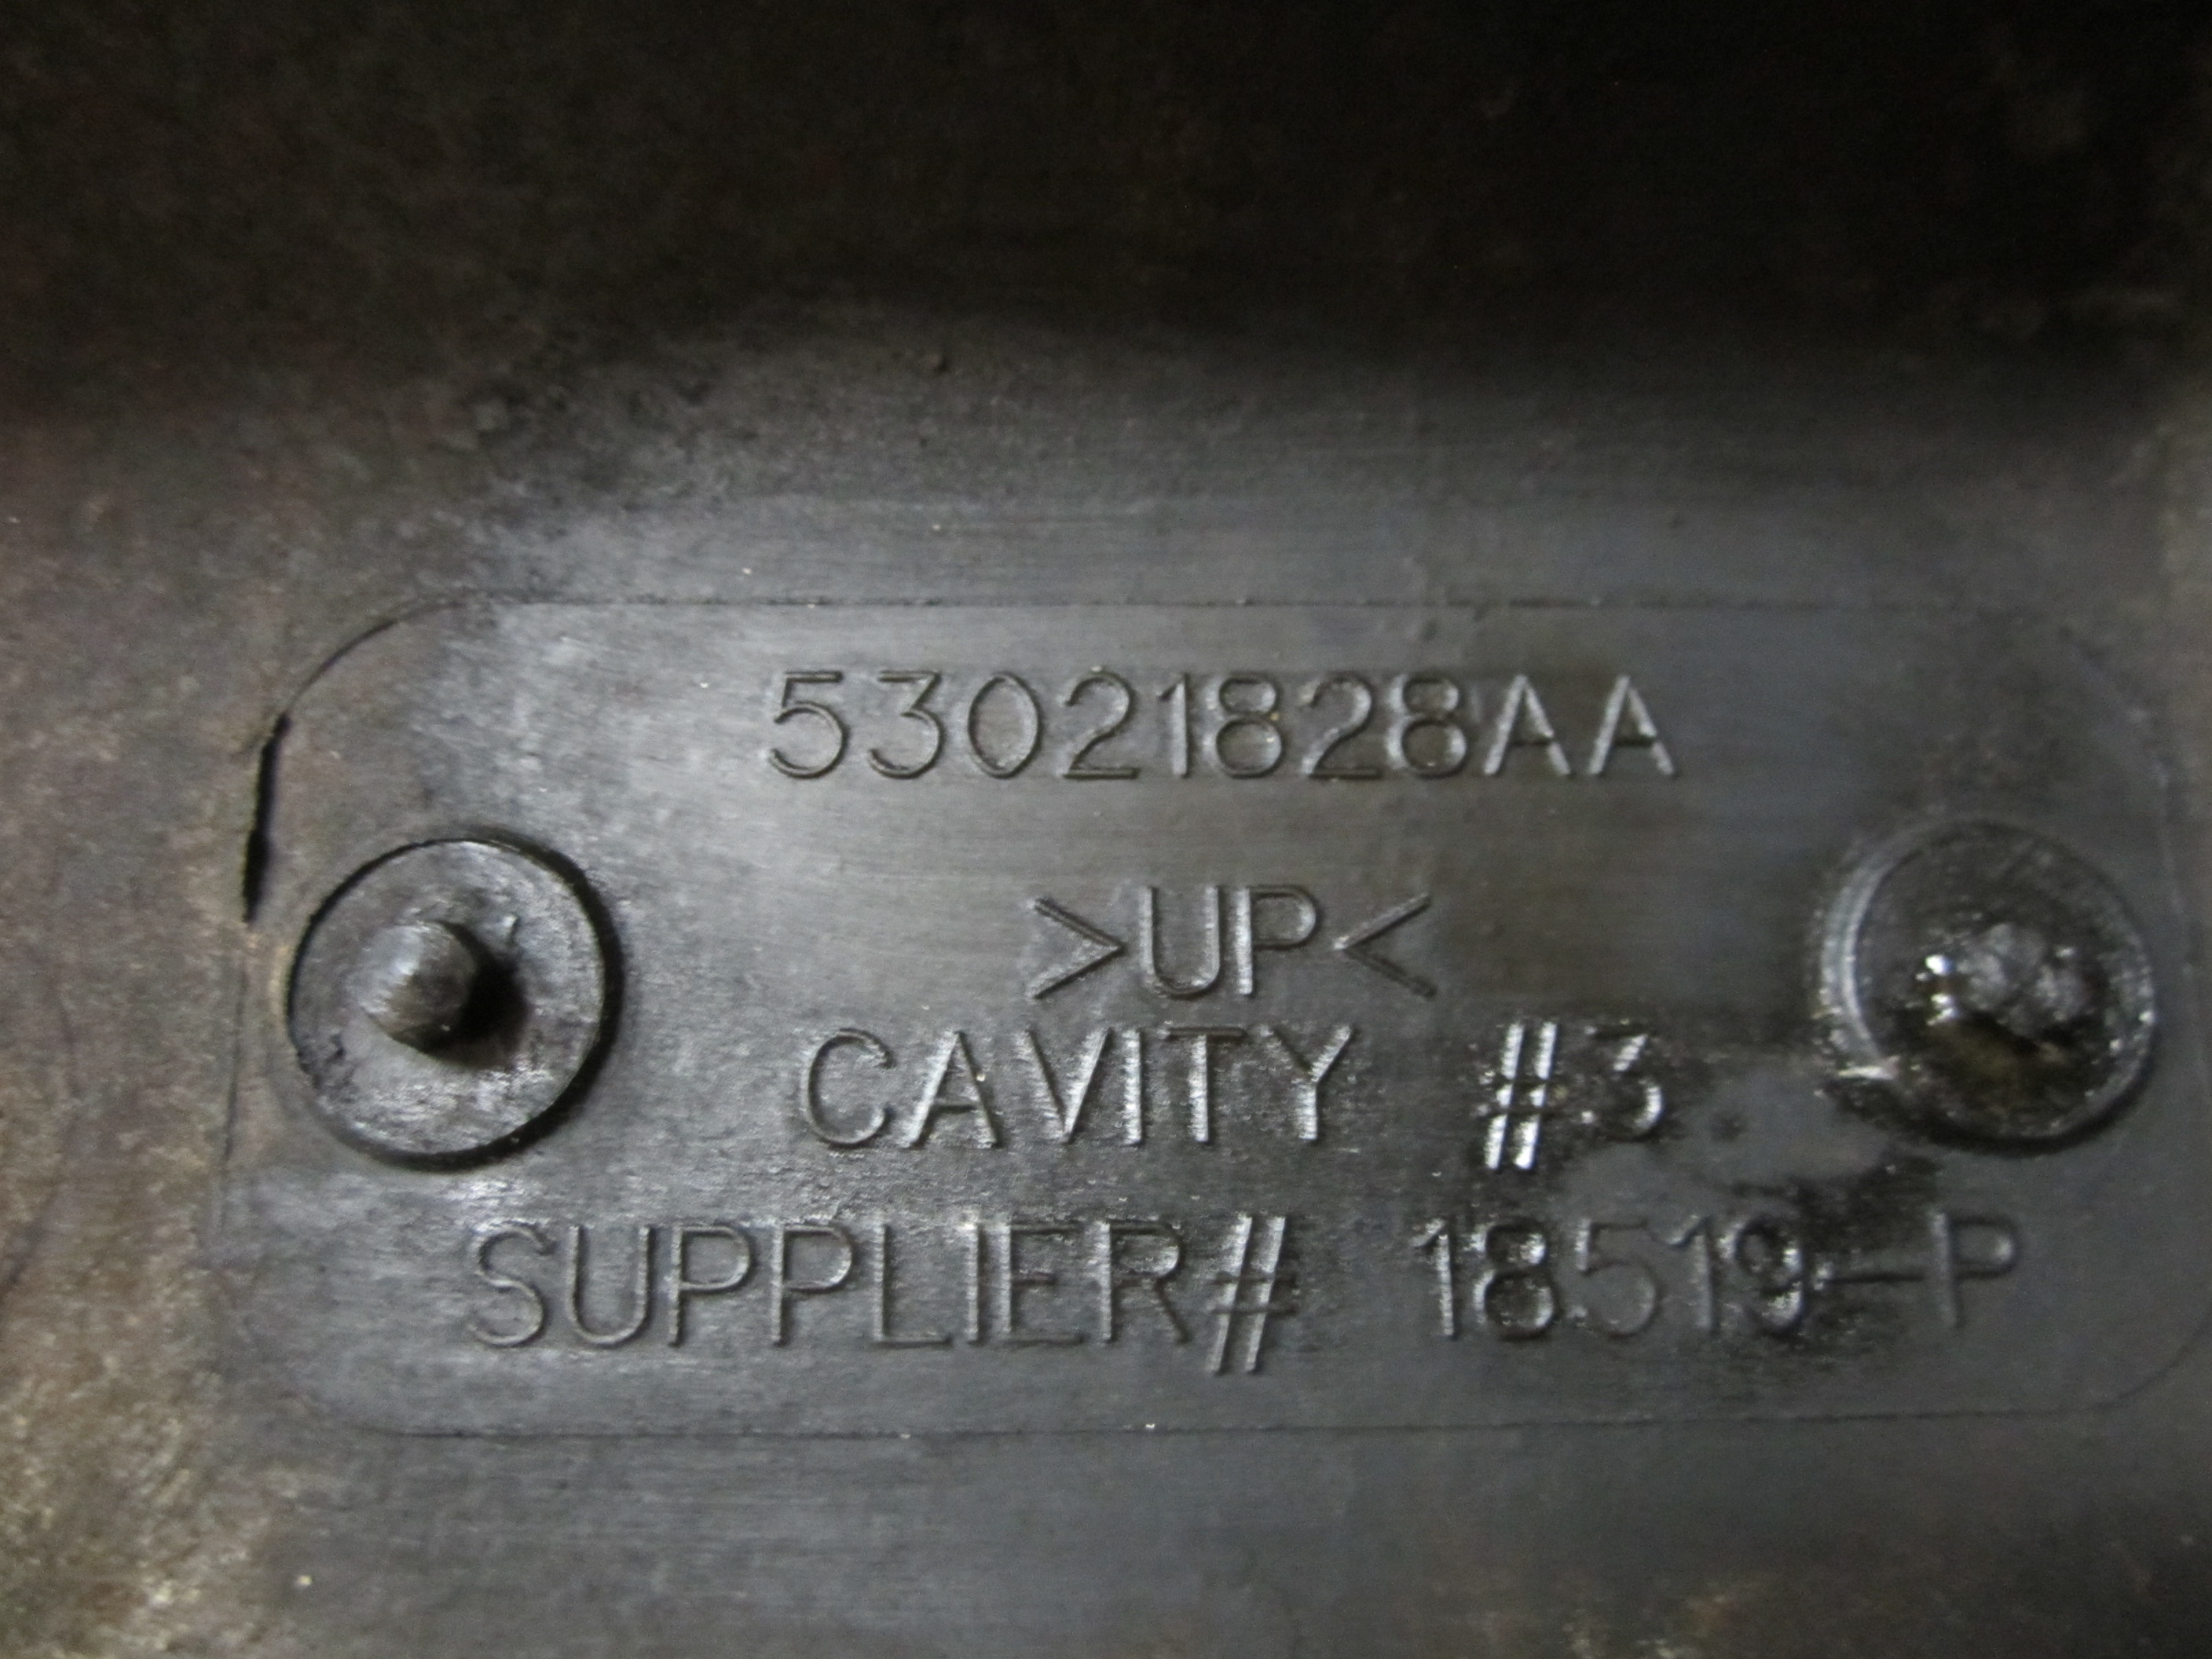 53021828AA
>UP<
CAVITY #3
SUPPLIER# 18519-P